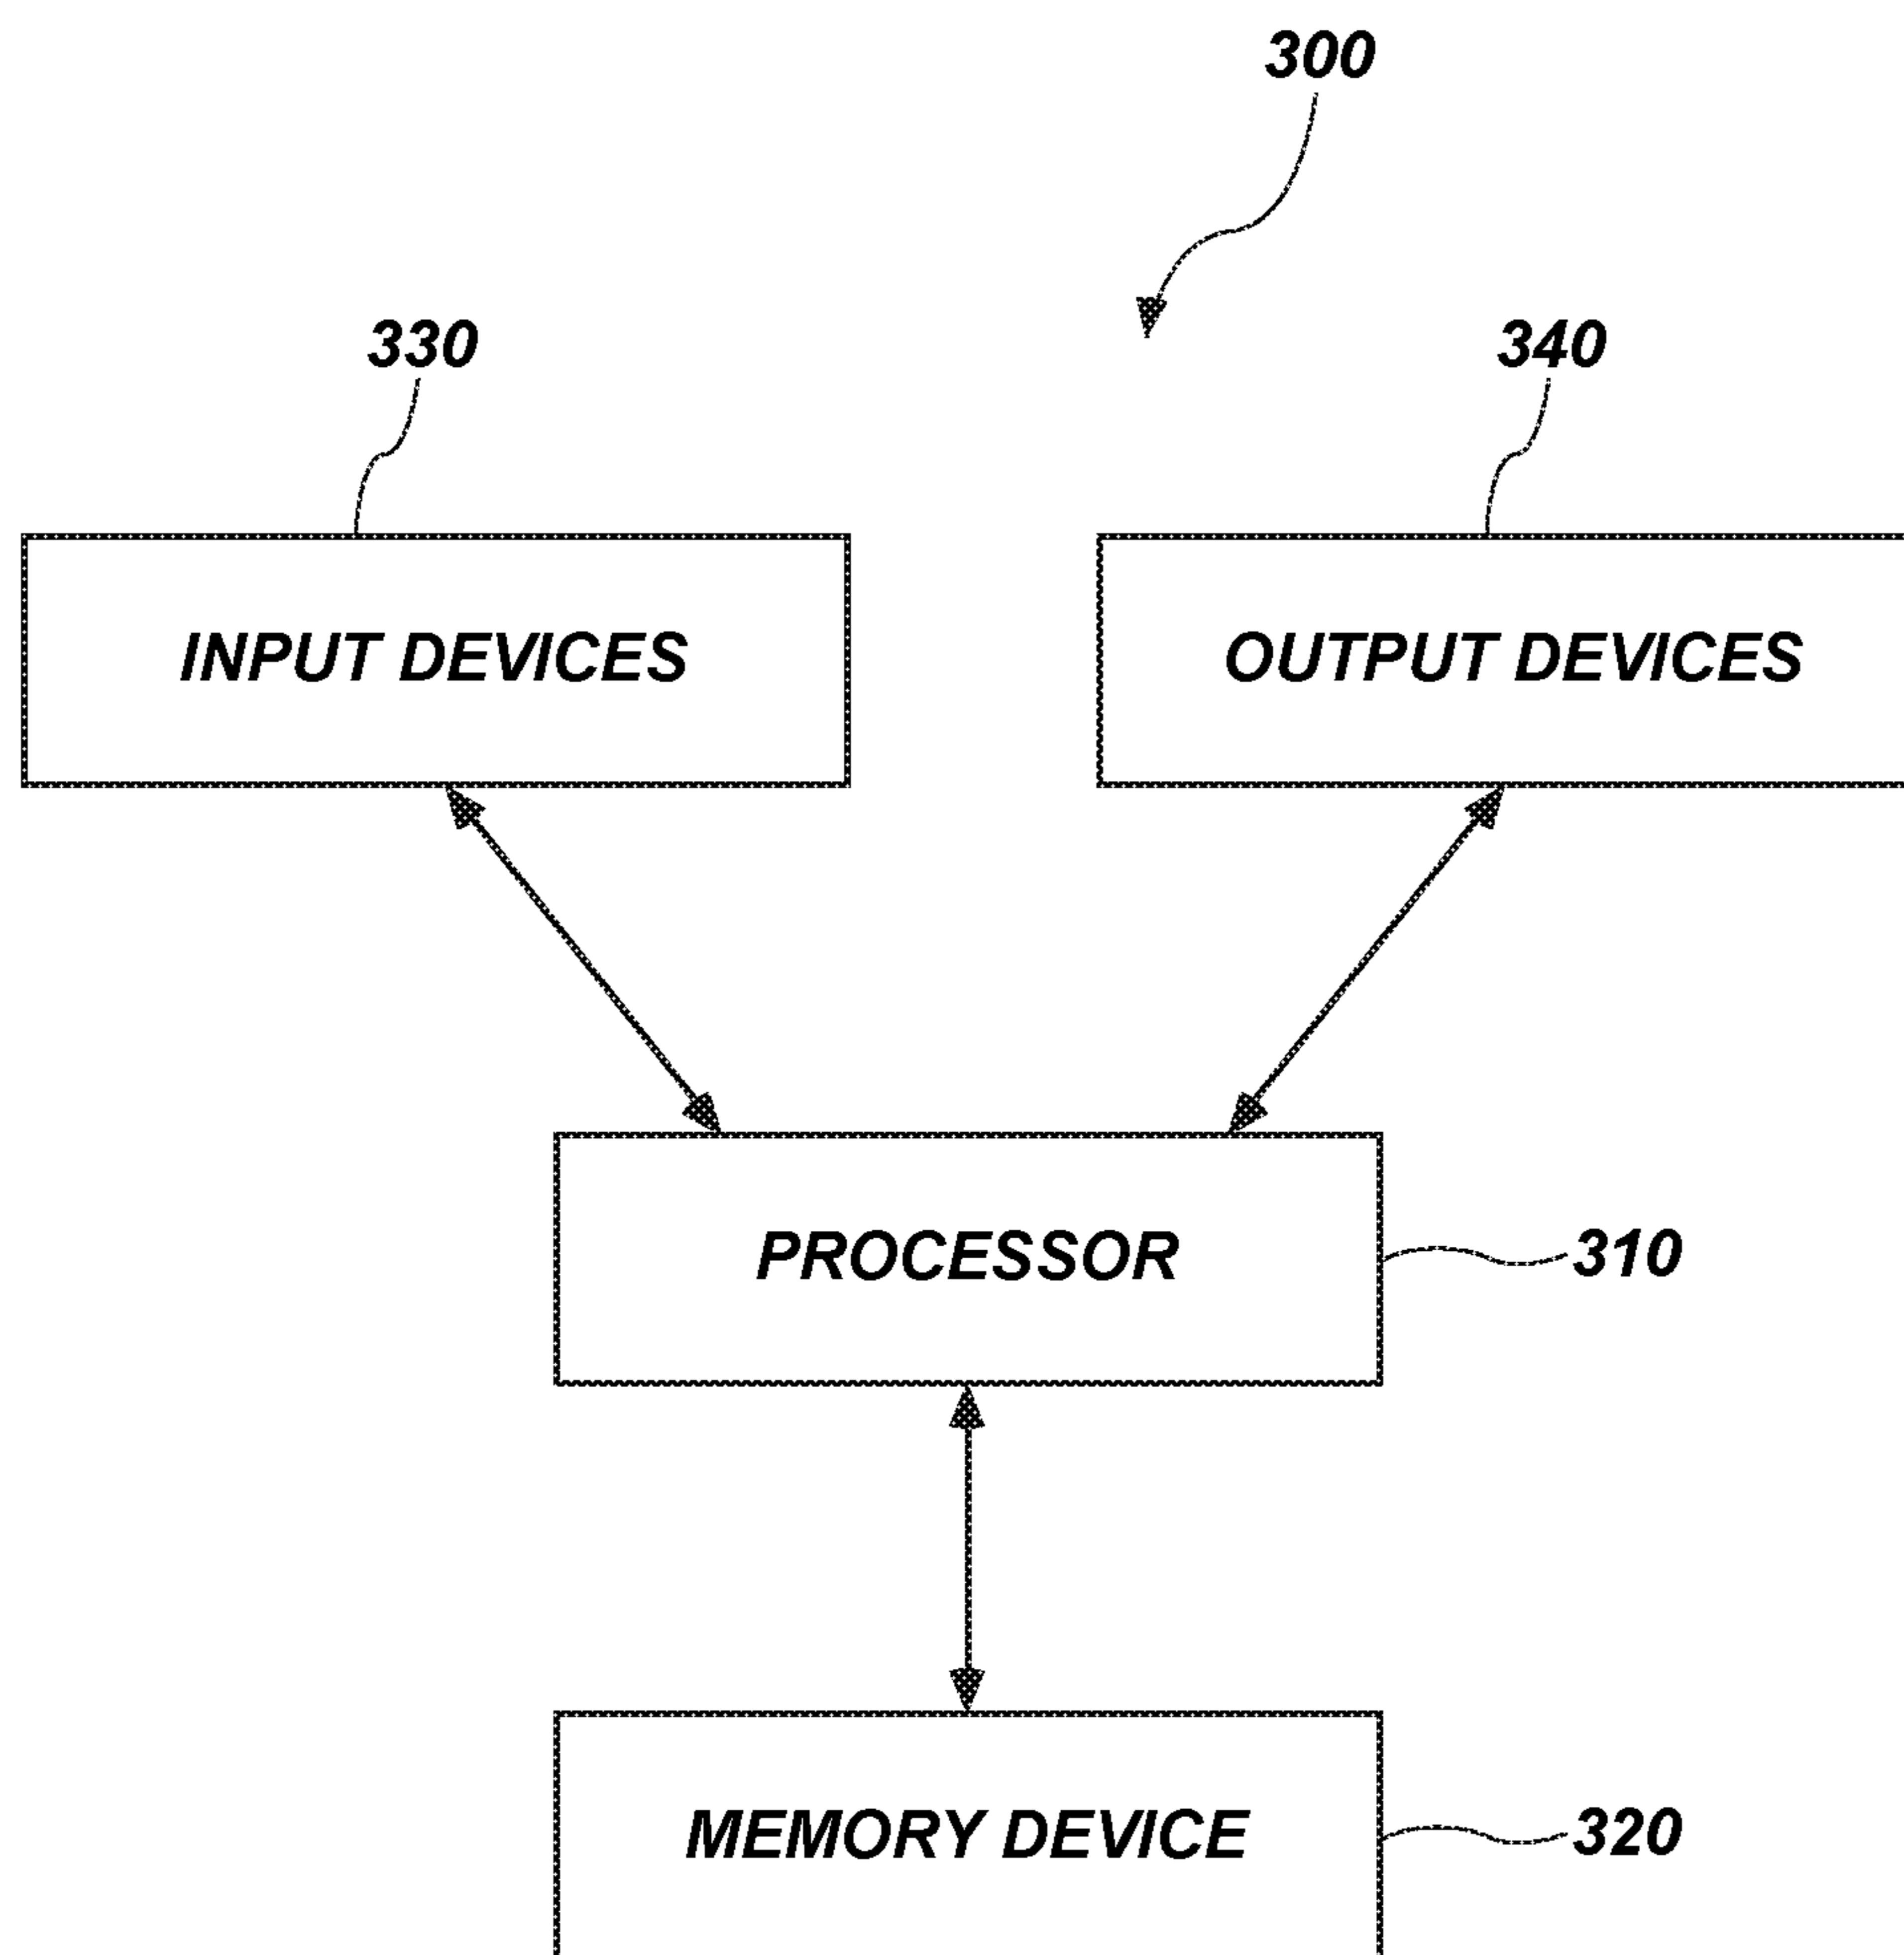 300
330
340
INPUT DEVICES
OUTPUT DEVICES
PROCESSOR
310
MEMORY DEVICE
320